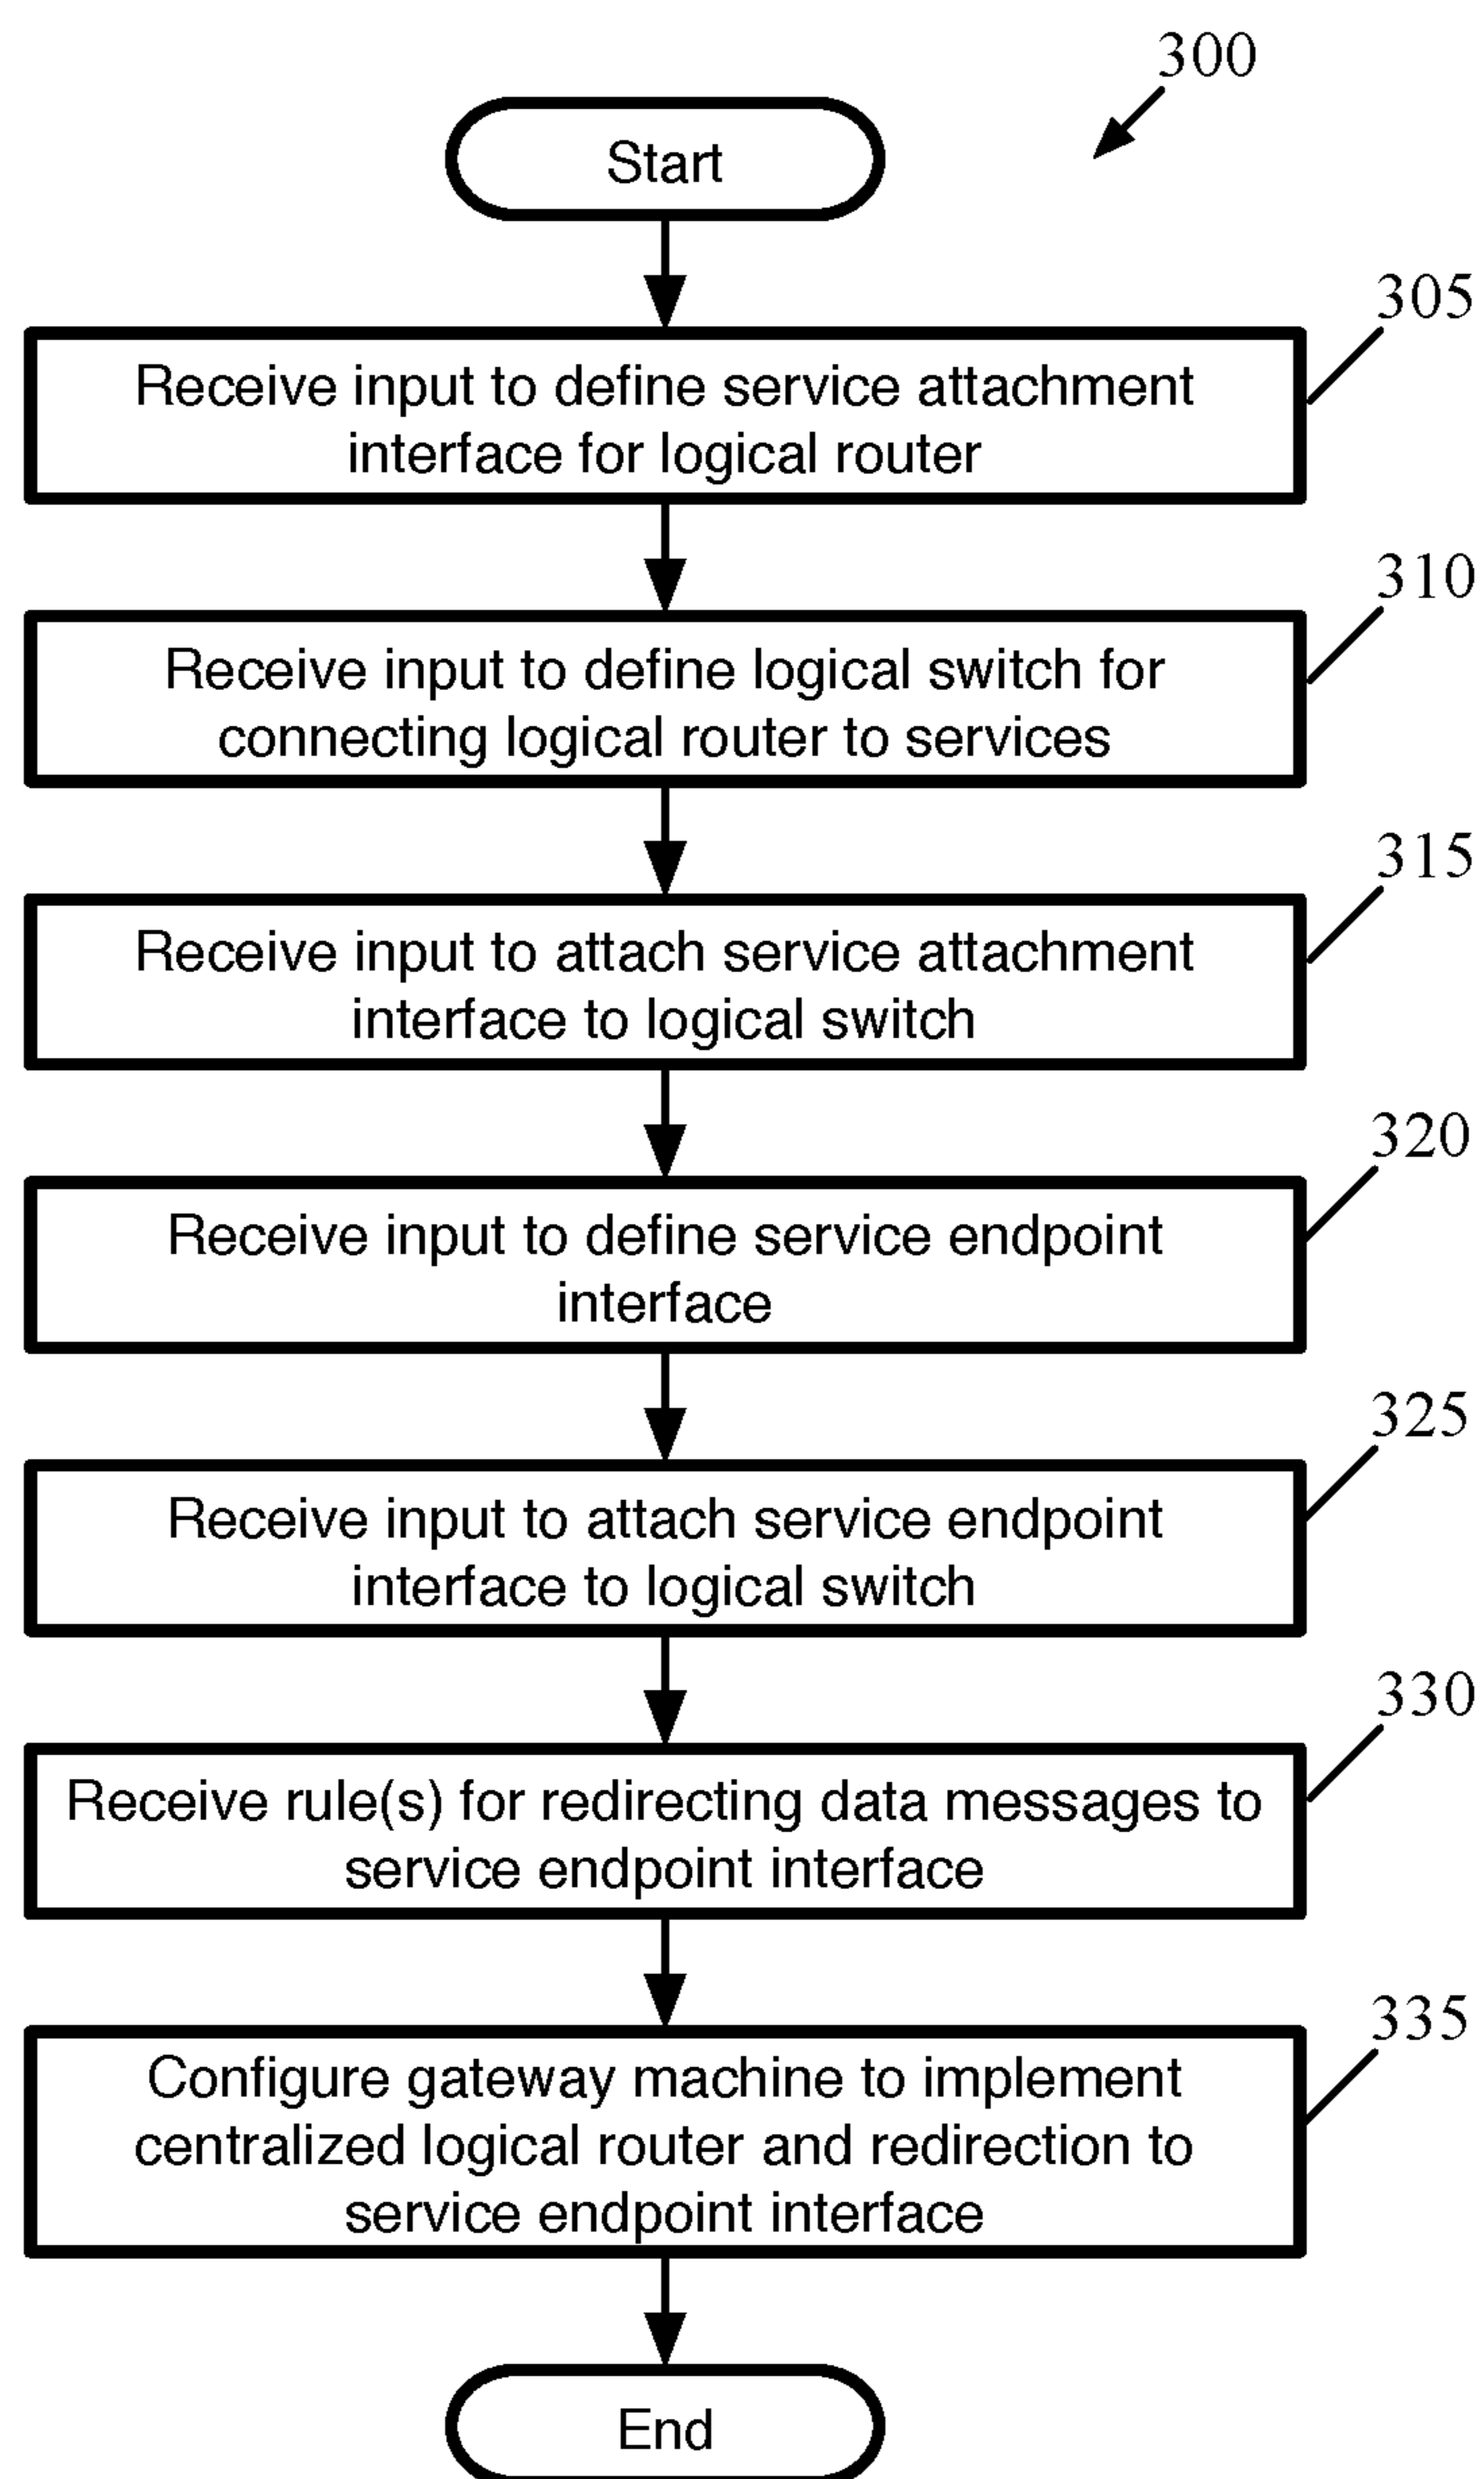 300
Start
305
Receive input to define service attachment
interface for logical router
310
Receive input to define logical switch for
connecting logical router to services
315
Receive input to attach service attachment
interface to logical switch
320
Receive input to define service endpoint
interface
325
Receive input to attach service endpoint
interface to logical switch
330
Receive rule(s) for redirecting data messages to
service endpoint interface
335
Configure gateway machine to implement
centralized logical router and redirection to
service endpoint interface
End